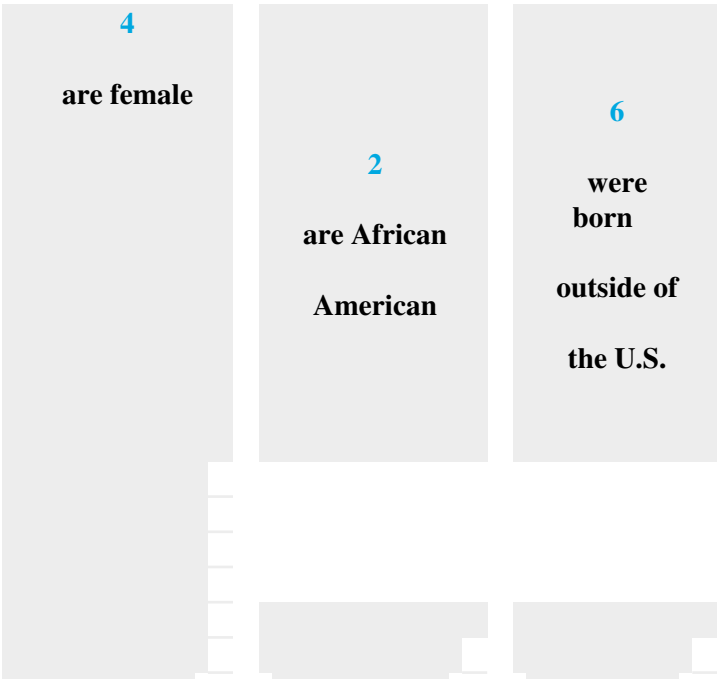 4
are female
2
are African
American
6
were
born
outside of
the U.S.